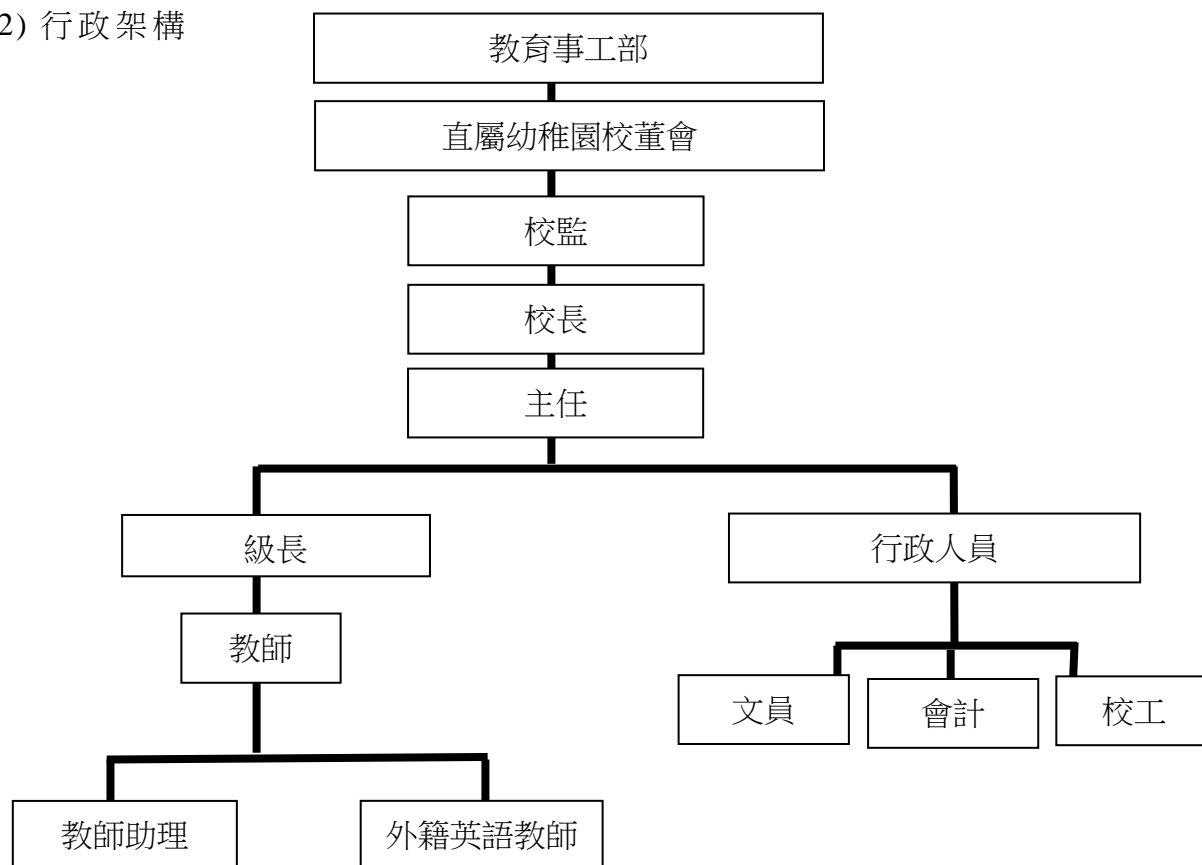 2) 行政架構
教育事工部
直屬幼稚園校董會
校監
校長
主任
級長
行政人員
教師
文員
會計
校工
教師助理
外籍英語教師